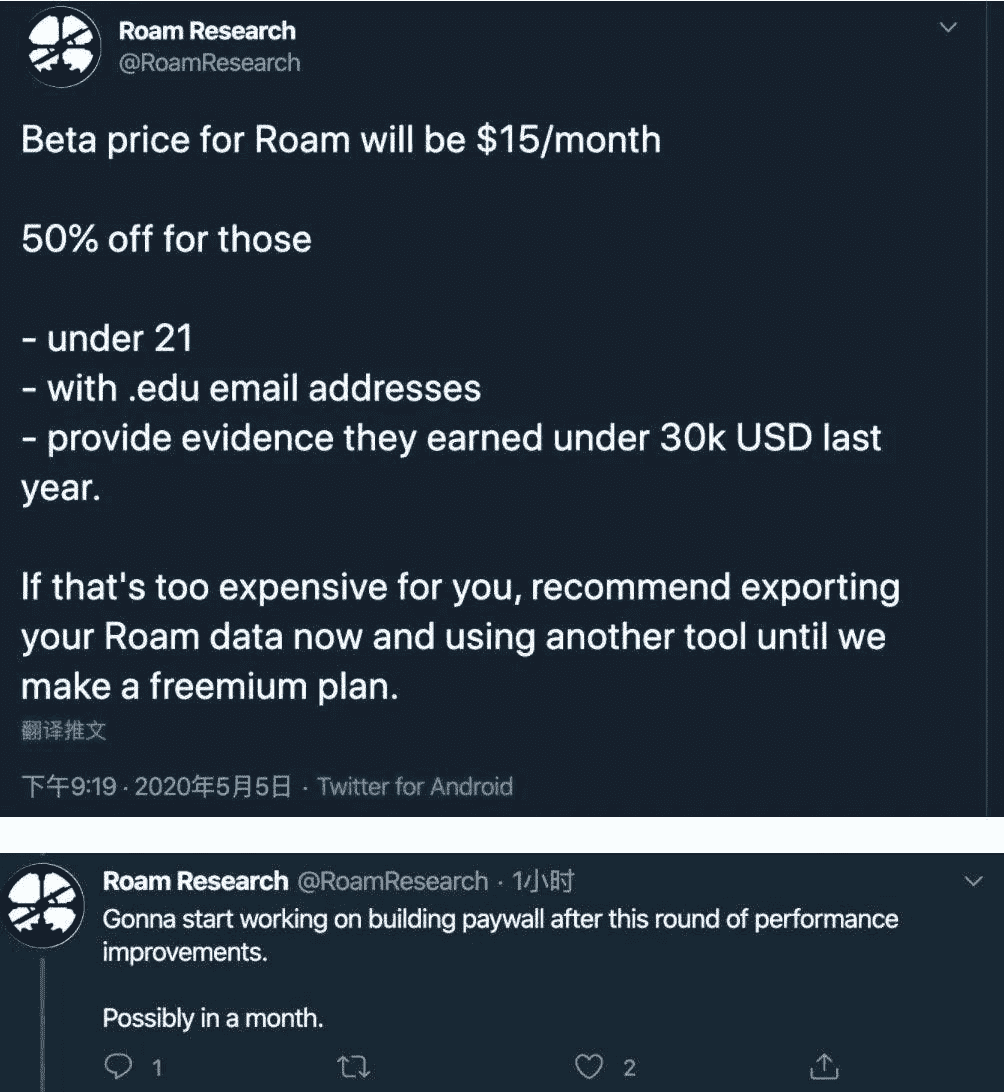 Roam Research
@RoamResearch
Beta price for Roam will be $15/month
50% off for those
- under 21
- with .edu email addresses
- provide evidence they earned under 30k USD last
year.
If that's too expensive for you, recommend exporting
your Roam data now and using another tool until we
make a freemium plan.
翻译推文
下午9:19 · 2020年5月5日 · Twitter for Android
Roam Research @RoamResearch · 1小时
Gonna start working on building paywall after this round of performance
improvements.
Possibly in a month.
1 2